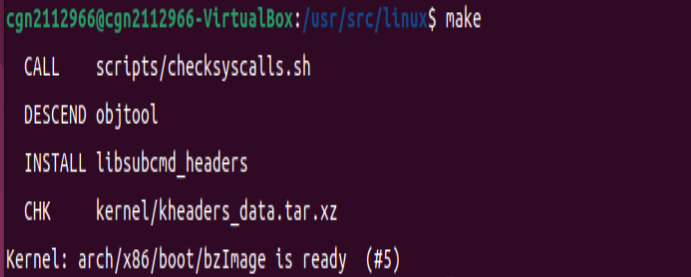 cgn2112966@cgn2112966-VirtualBox:/usr/src/linux$ make
CALL    scripts/checksyscalls.sh
DESCEND objtool
INSTALL libsubcmd_headers
CHK     kernel/kheaders_data.tar.xz
Kernel: arch/x86/boot/bzImage is ready  (#5)